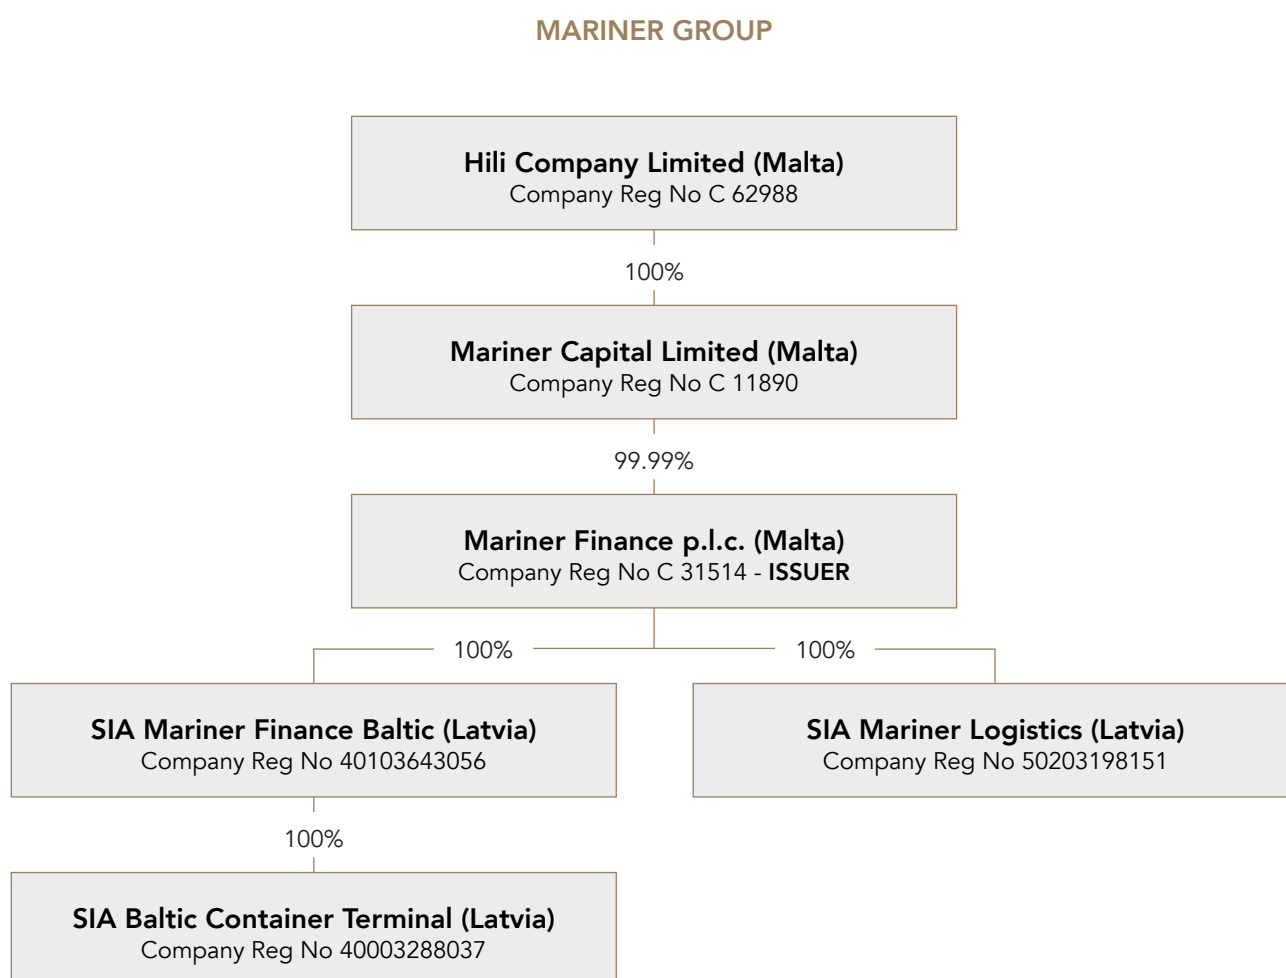 MARINER GROUP
Hili Company Limited (Malta)
Company Reg No C 62988
100%
Mariner Capital Limited (Malta)
Company Reg No C 11890
99.99%
Mariner Finance p.l.c. (Malta)
Company Reg No C 31514 - ISSUER
100%
100%
SIA Mariner Finance Baltic (Latvia)
Company Reg No 40103643056
SIA Mariner Logistics (Latvia)
Company Reg No 50203198151
100%
SIA Baltic Container Terminal (Latvia)
Company Reg No 40003288037